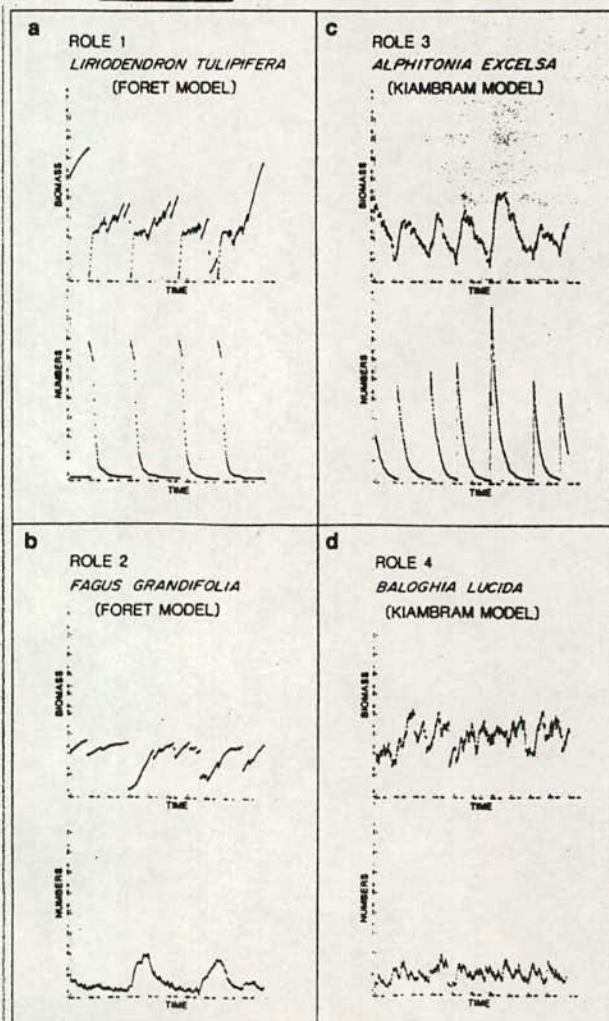 a
ROLE 1
LIRIODENDRON TULIPIFERA
(FORET MODEL)
BIOMASS
TIME
NUMBERS
TIME
b
ROLE 2
FAGUS GRANDIFOLIA
(FORET MODEL)
BIOMASS
TIME
NUMBERS
TIME
c
ROLE 3
ALPHITONIA EXCELSA
(KIAMBRAM MODEL)
BIOMASS
TIME
NUMBERS
TIME
d
ROLE 4
BALOGHIA LUCIDA
(KIAMBRAM MODEL)
BIOMASS
TIME
NUMBERS
TIME